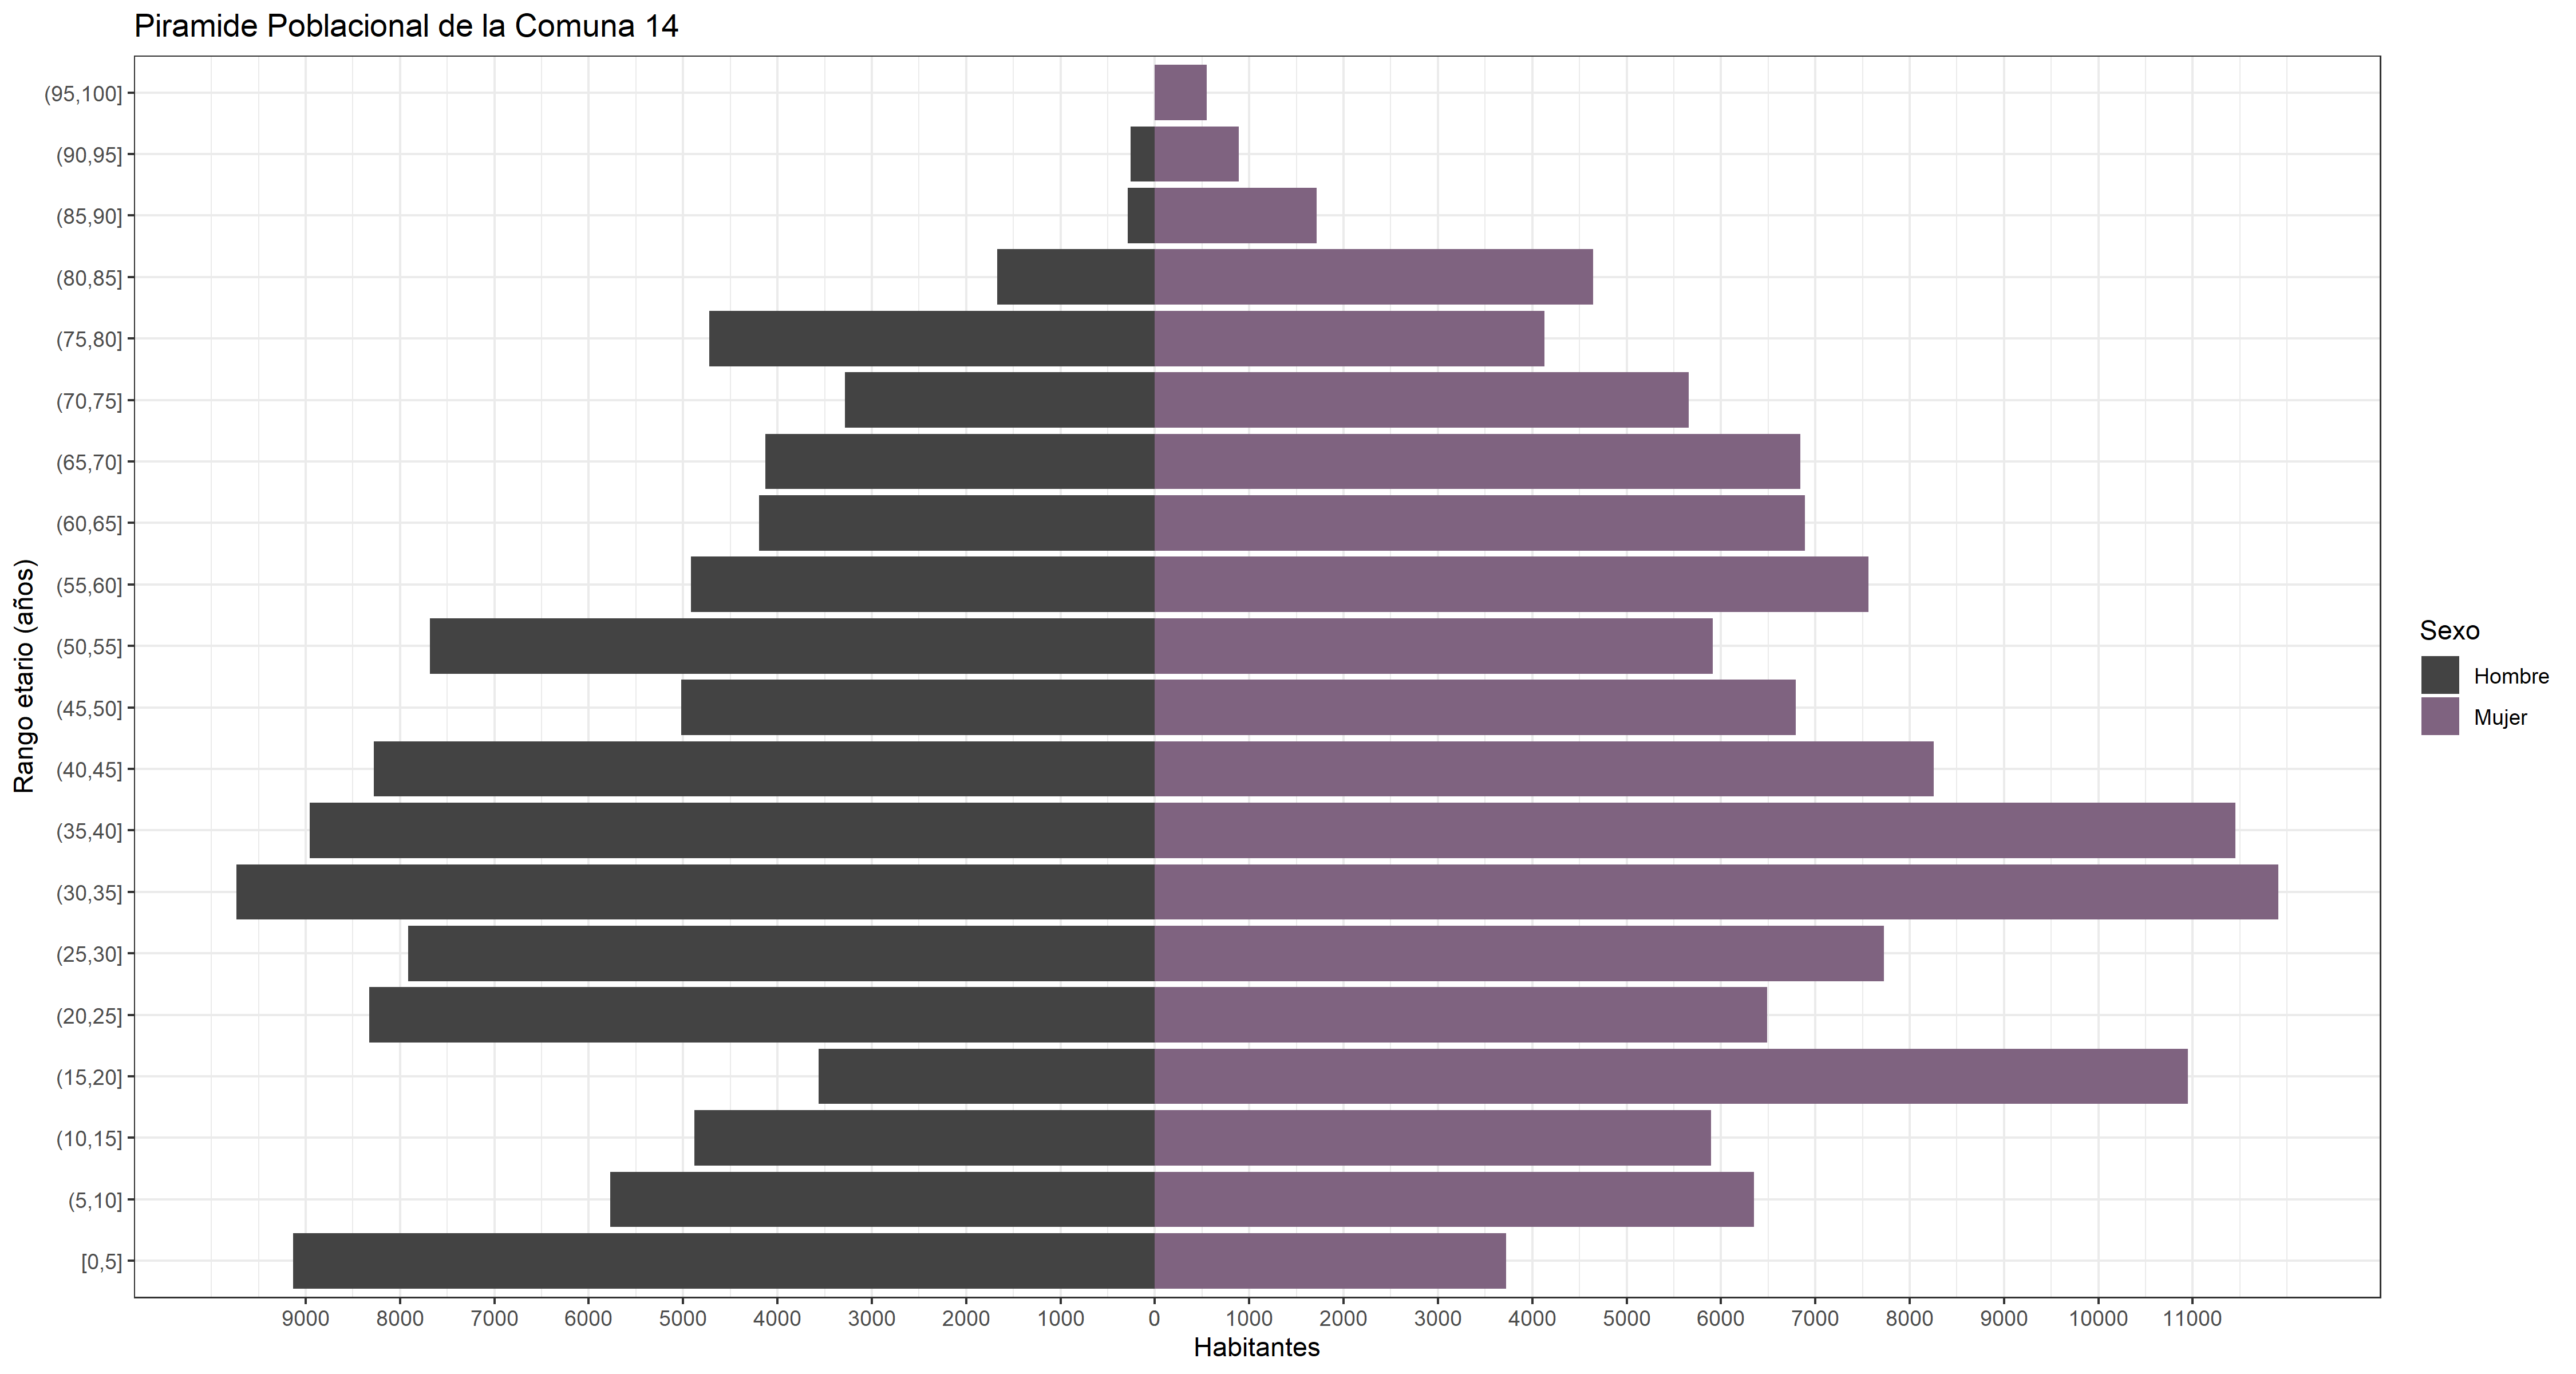 Piramide Poblacional de la Comuna 14
Rango etario (años)
(95,100]
(90,95]
(85,90]
(80,85]
(75,80]
(70,75]
(65,70]
(60,65]
(55,60]
(50,55]
(45,50]
(40,45]
(35,40]
(30,35]
(25,30]
(20,25]
(15,20]
(10,15]
(5,10]
[0,5]
9000 8000 7000 6000 5000 4000 3000 2000 1000 0 1000 2000 3000 4000 5000 6000 7000 8000 9000 10000 11000
Habitantes
Sexo
Hombre
Mujer